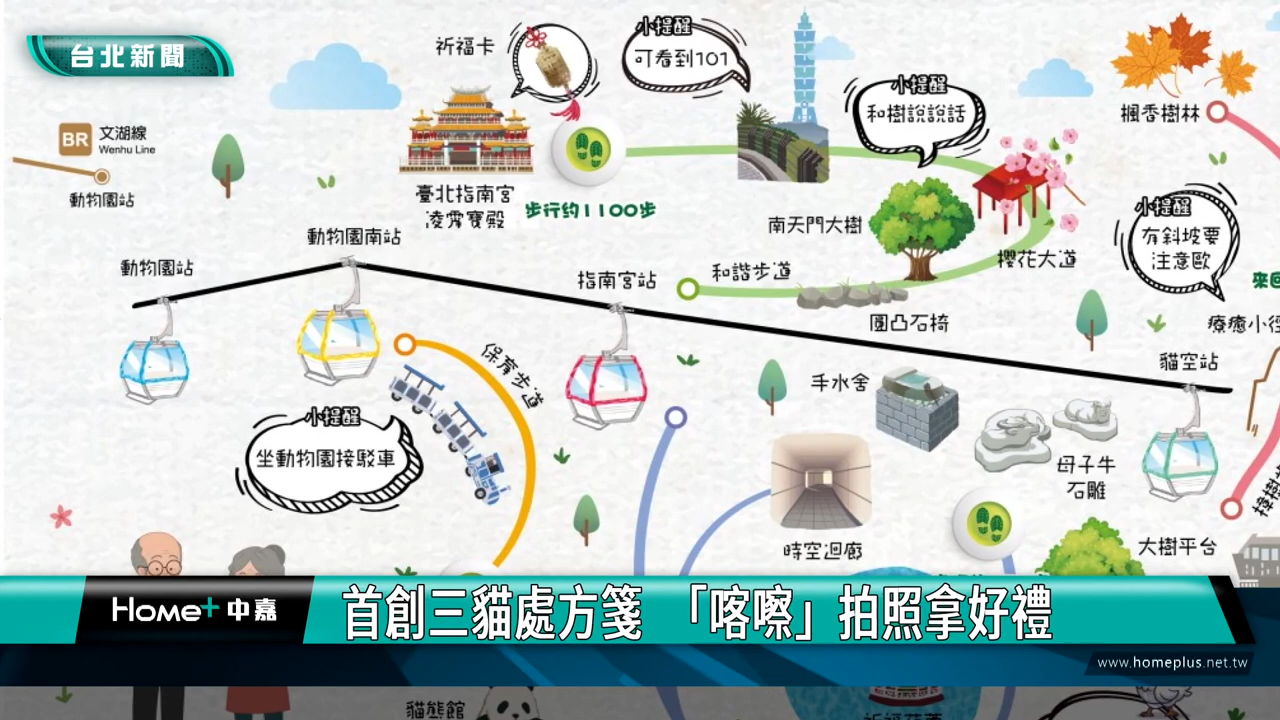 台北新聞
祈福卡
小提醒
可看到101
小提醒
和樹說說話
楓香樹林
BR 文湖線
Wenhu Line
動物園站
臺北指南宮
凌霄寶殿
步行約1100步
南天門大樹
櫻花大道
小提醒
有斜坡要
注意歐
動物園南站
動物園站
指南宮站
和諧步道
圓凸石椅
療癒小徑
貓空站
保育步道
手水舍
小提醒
坐動物園接駁車
母子牛
石雕
時空迴廊
大樹平台
Home+ 中嘉
首創三貓處方箋 「喀嚓」拍照拿好禮
www.homeplus.net.tw
貓熊館